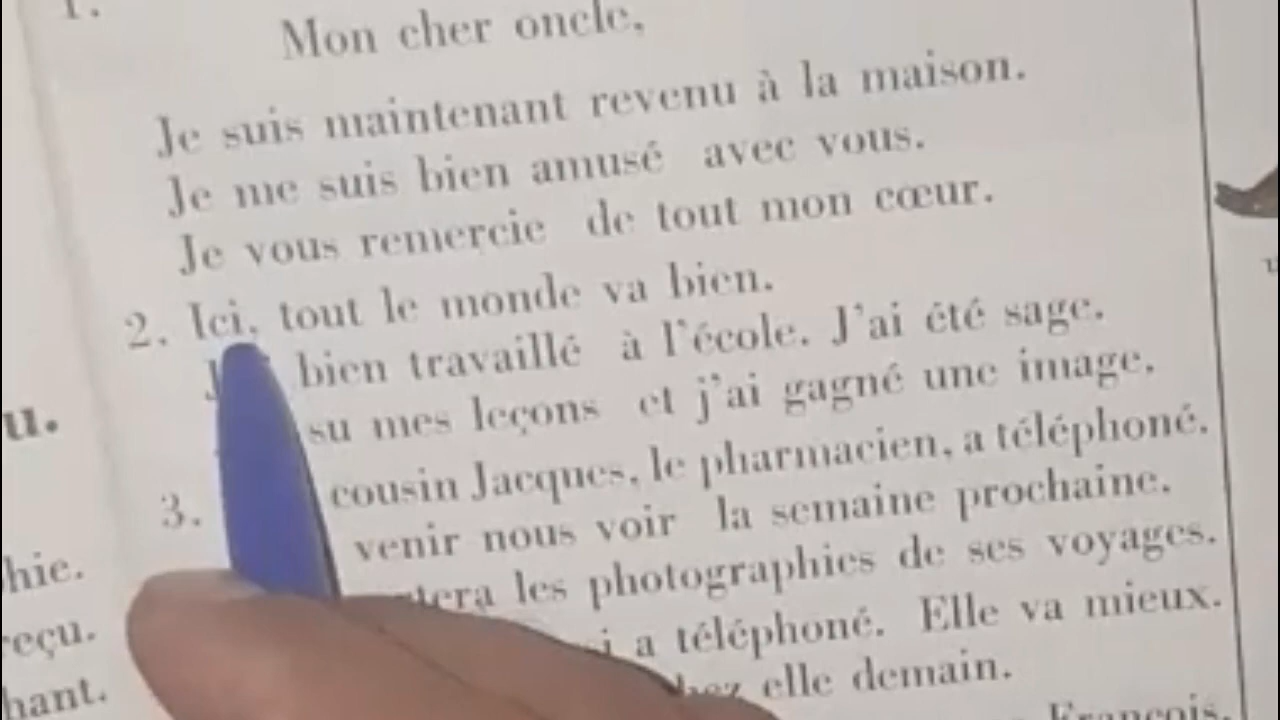 1.
Mon cher oncle,
Je suis maintenant revenu à la maison.
Je me suis bien amusé avec vous.
Je vous remercie de tout mon cœur.
2. Ici, tout le monde va bien.
bien travaillé à l'école. J'ai été sage.
su mes leçons et j'ai gagné une image.
3. cousin Jacques, le pharmacien, a téléphoné.
venir nous voir la semaine prochaine.
les photographies de ses voyages.
a téléphoné. Elle va mieux.
elle demain.
François.
u.
hie.
reçu.
hant.